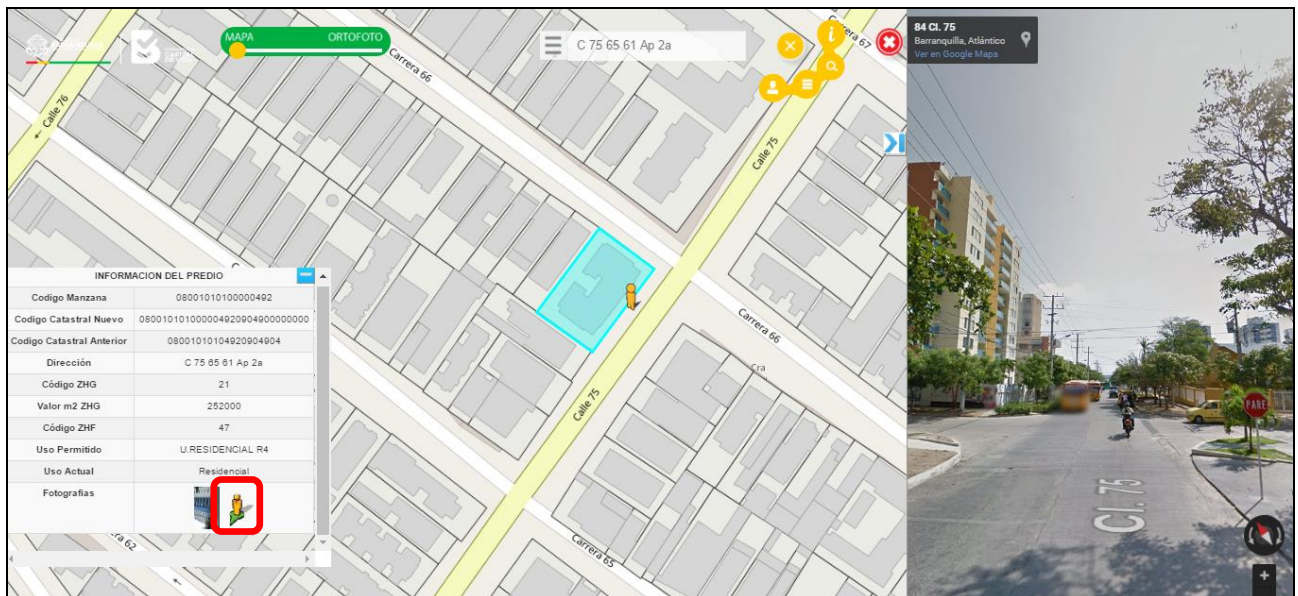 MAPA ORTOFOTO
C 75 65 61 Ap 2a
i
Carrera 67
Carrera 66
← Calle 76
Calle 75
Carrera 66
Cra
Calle 75
Carrera 65
INFORMACION DEL PREDIO
Codigo Manzana 08001010100000492
Codigo Catastral Nuevo 080010101000004920904900000000
Codigo Catastral Anterior 08001010104920904904
Dirección C 75 65 61 Ap 2a
Código ZHG 21
Valor m2 ZHG 252000
Código ZHF 47
Uso Permitido U.RESIDENCIAL R4
Uso Actual Residencial
Fotografias
84 Cl. 75
Barranquilla, Atlántico
Ver en Google Maps
PARE
Cl. 75
+